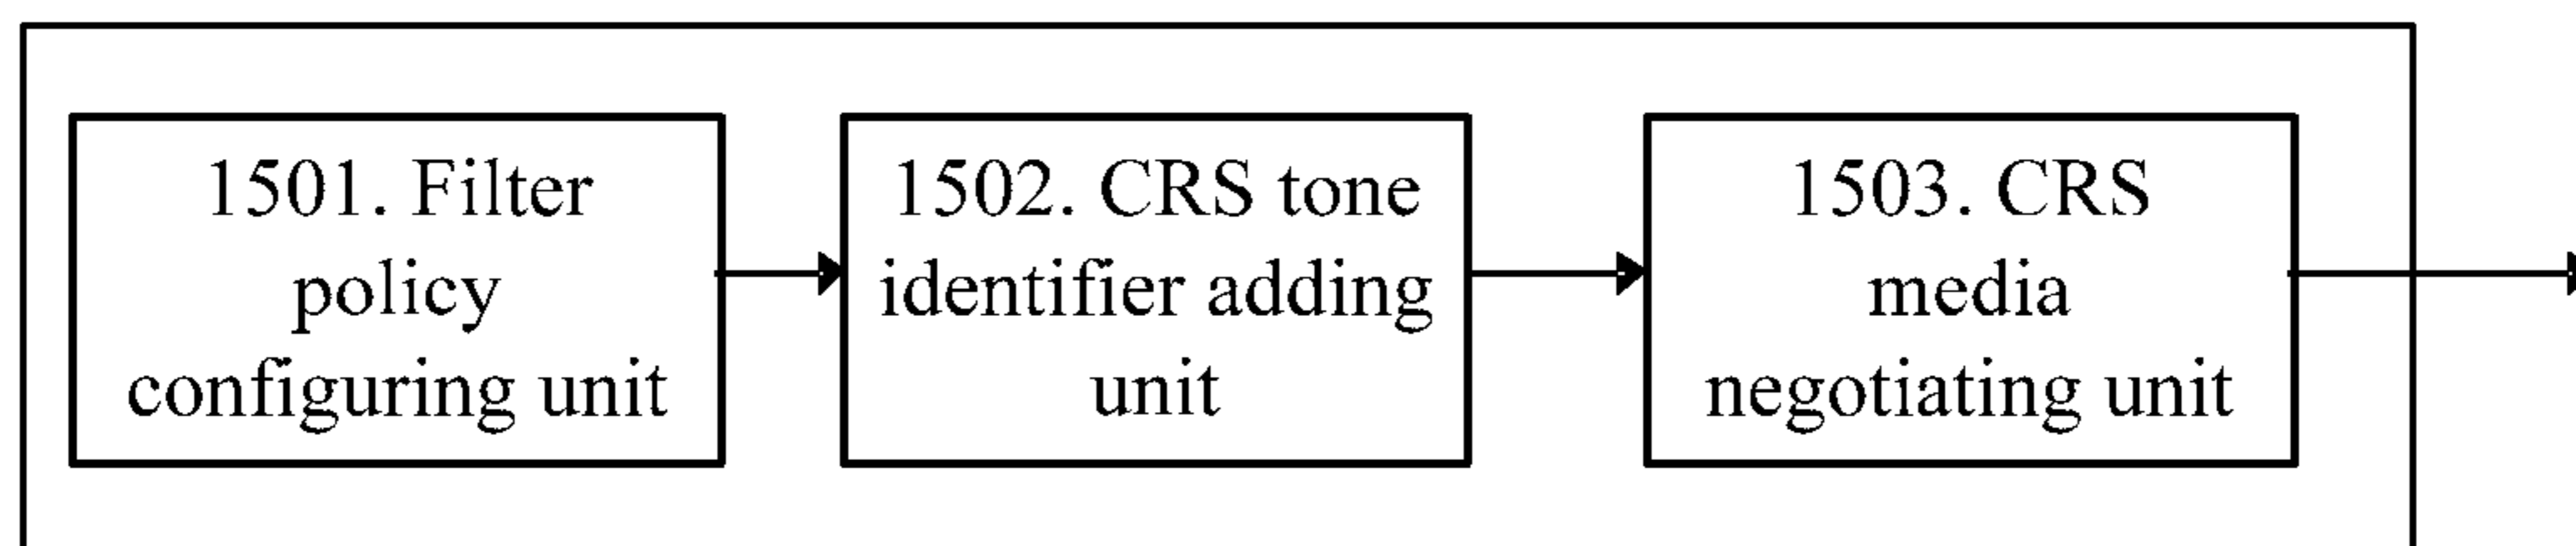 1501. Filter
policy
configuring unit
1502. CRS tone
identifier adding
unit
1503. CRS
media
negotiating unit